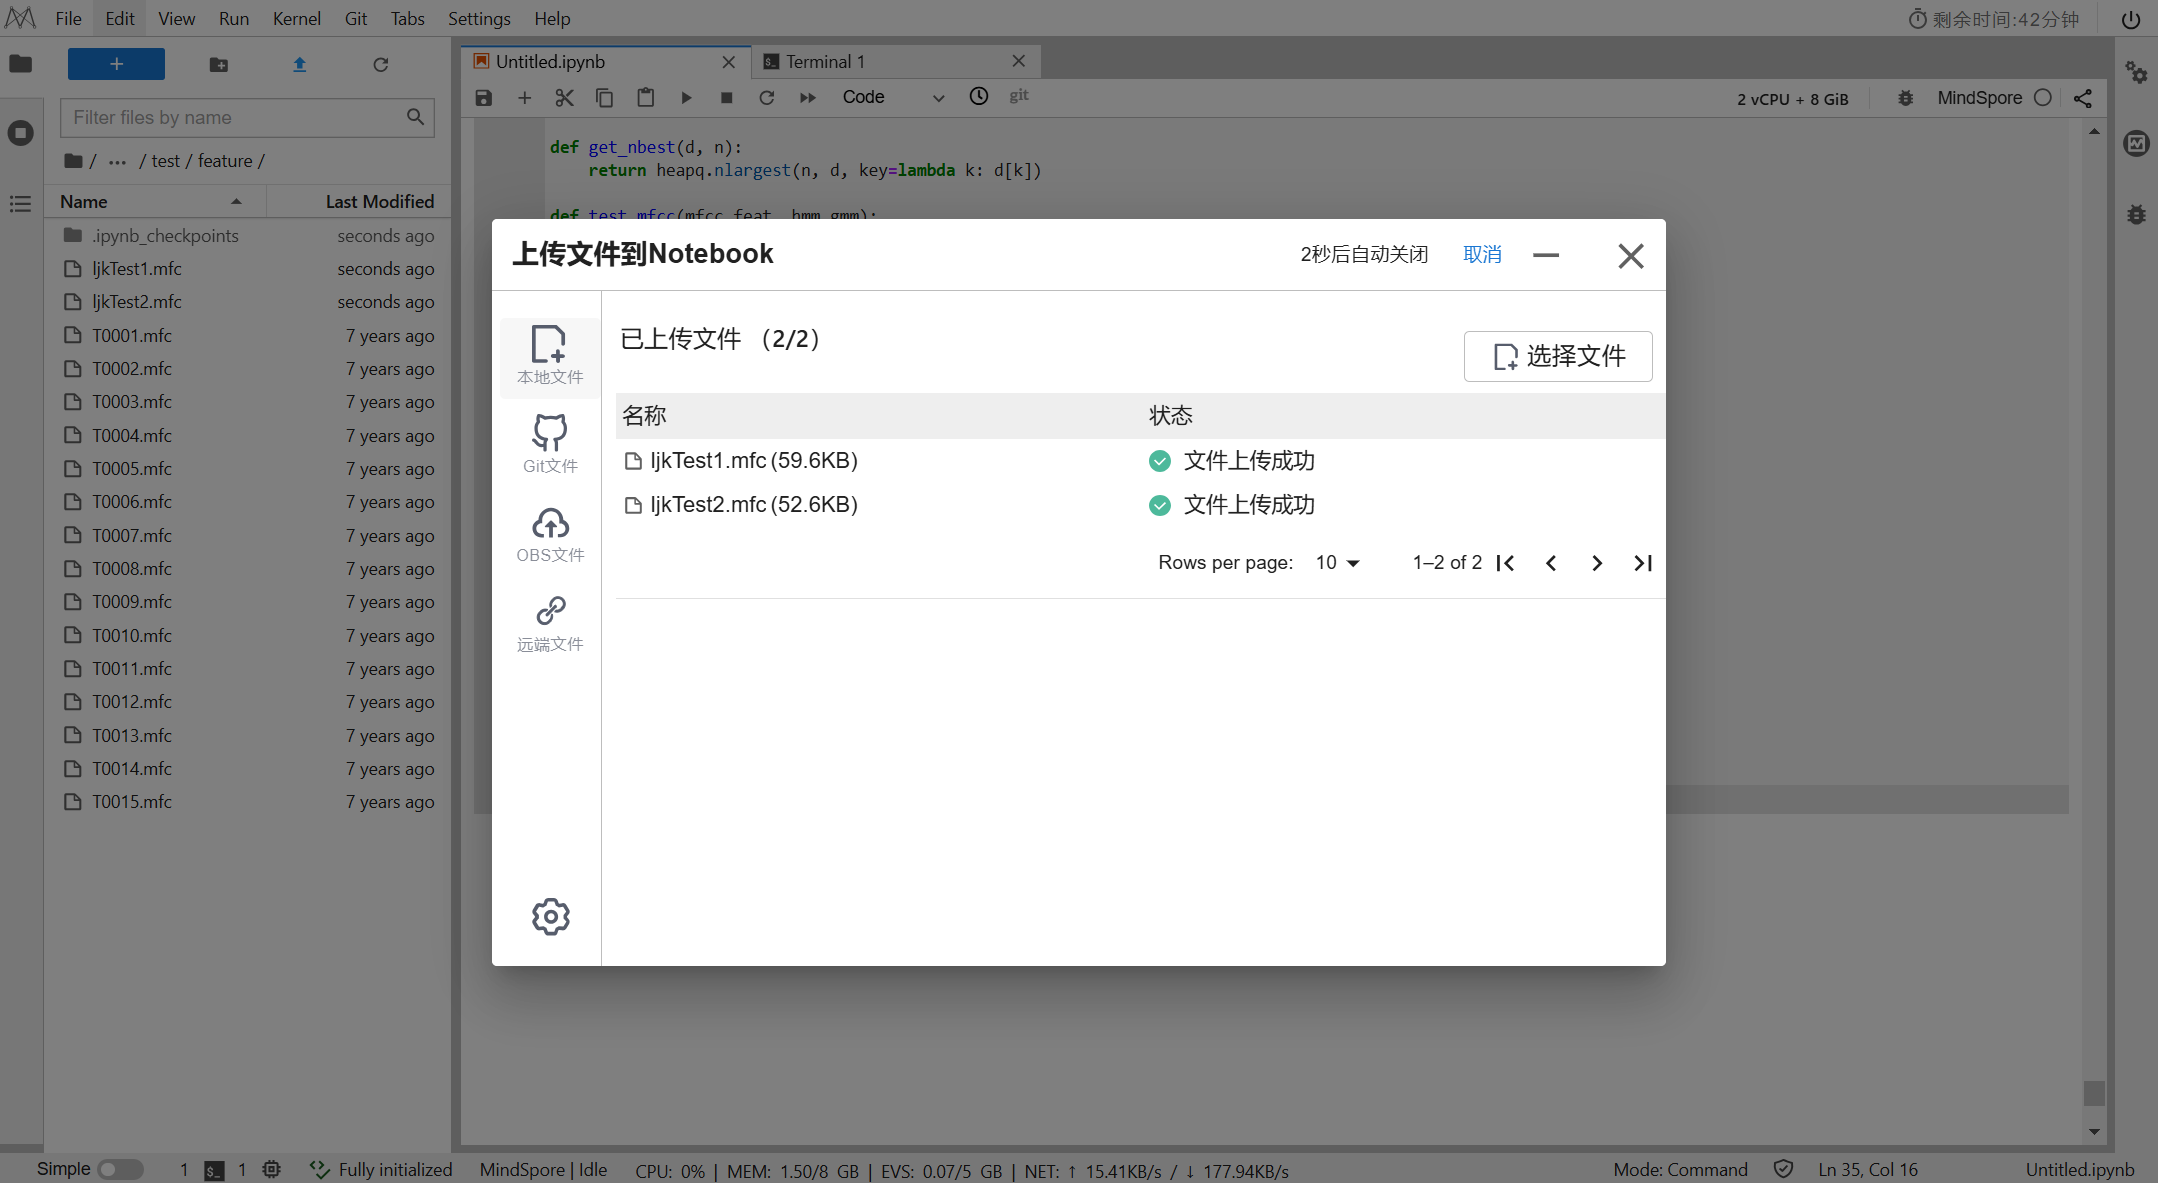 File Edit View Run Kernel Git Tabs Settings Help
剩余时间:42分钟
+
Filter files by name
/ ··· / test / feature /
Name Last Modified
.ipynb_checkpoints seconds ago
ljkTest1.mfc seconds ago
ljkTest2.mfc seconds ago
T0001.mfc 7 years ago
T0002.mfc 7 years ago
T0003.mfc 7 years ago
T0004.mfc 7 years ago
T0005.mfc 7 years ago
T0006.mfc 7 years ago
T0007.mfc 7 years ago
T0008.mfc 7 years ago
T0009.mfc 7 years ago
T0010.mfc 7 years ago
T0011.mfc 7 years ago
T0012.mfc 7 years ago
T0013.mfc 7 years ago
T0014.mfc 7 years ago
T0015.mfc 7 years ago
Untitled.ipynb
Terminal 1
Code
git
2 vCPU + 8 GiB
MindSpore
def get_nbest(d, n):
return heapq.nlargest(n, d, key=lambda k: d[k])
def test_mfcc(mfcc_feat, hmm_gmm):
上传文件到Notebook
2秒后自动关闭 取消
本地文件
Git文件
OBS文件
远端文件
已上传文件 （2/2）
选择文件
名称 状态
ljkTest1.mfc (59.6KB) 文件上传成功
ljkTest2.mfc (52.6KB) 文件上传成功
Rows per page: 10 1–2 of 2
Simple 1 $_ 1 Fully initialized MindSpore | Idle CPU: 0% | MEM: 1.50/8 GB | EVS: 0.07/5 GB | NET: ↑ 15.41KB/s / ↓ 177.94KB/s Mode: Command Ln 35, Col 16 Untitled.ipynb